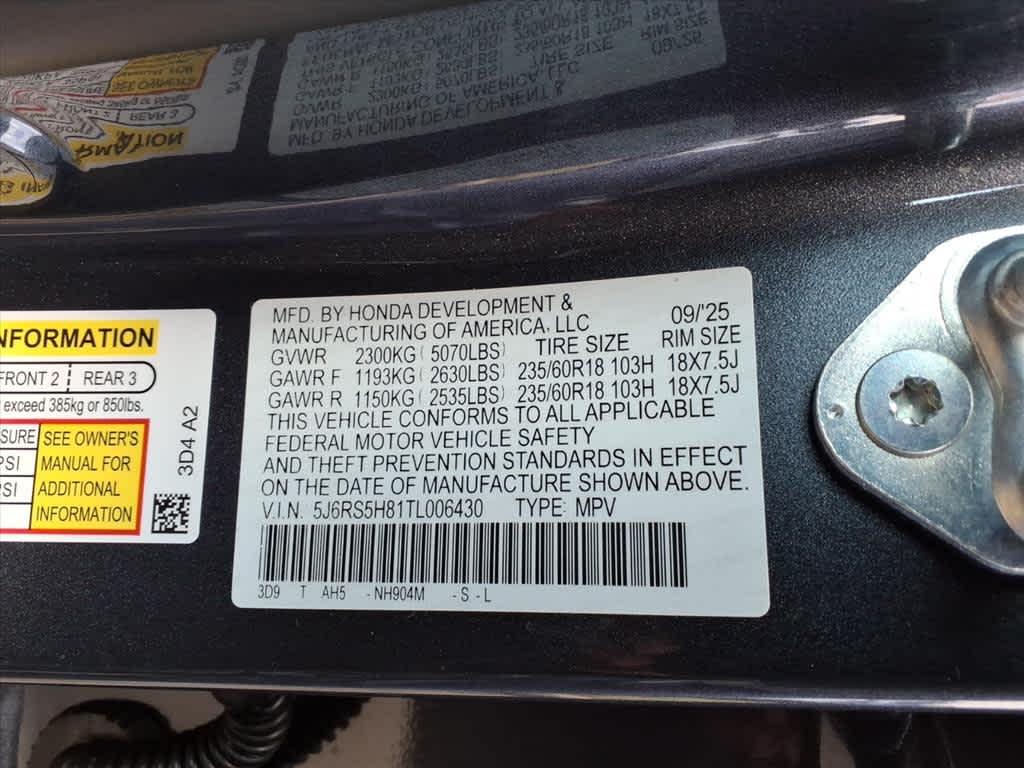 NFORMATION
FRONT 2 REAR 3
exceed 385kg or 850lbs.
SURE SEE OWNER'S
PSI MANUAL FOR
PSI ADDITIONAL
INFORMATION
3D4 A2
MFD. BY HONDA DEVELOPMENT &
MANUFACTURING OF AMERICA, LLC 09/'25
GVWR 2300KG ( 5070LBS) TIRE SIZE RIM SIZE
GAWR F 1193KG ( 2630LBS) 235/60R18 103H 18X7.5J
GAWR R 1150KG ( 2535LBS) 235/60R18 103H 18X7.5J
THIS VEHICLE CONFORMS TO ALL APPLICABLE
FEDERAL MOTOR VEHICLE SAFETY
AND THEFT PREVENTION STANDARDS IN EFFECT
ON THE DATE OF MANUFACTURE SHOWN ABOVE.
V.I.N. 5J6RS5H81TL006430 TYPE: MPV
3D9 T AH5 -NH904M -S -L